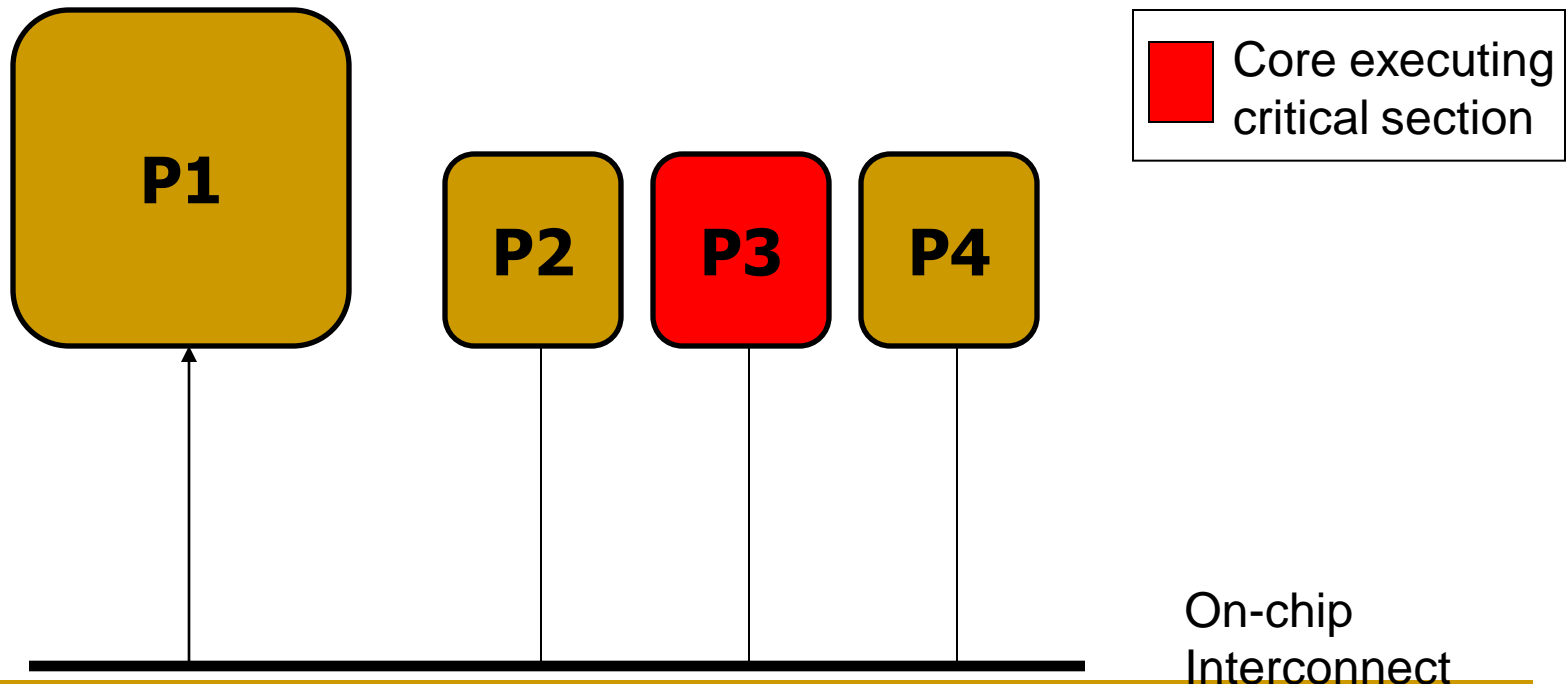 P1
P2
P3
P4
Core executing
critical section
On-chip
Interconnect